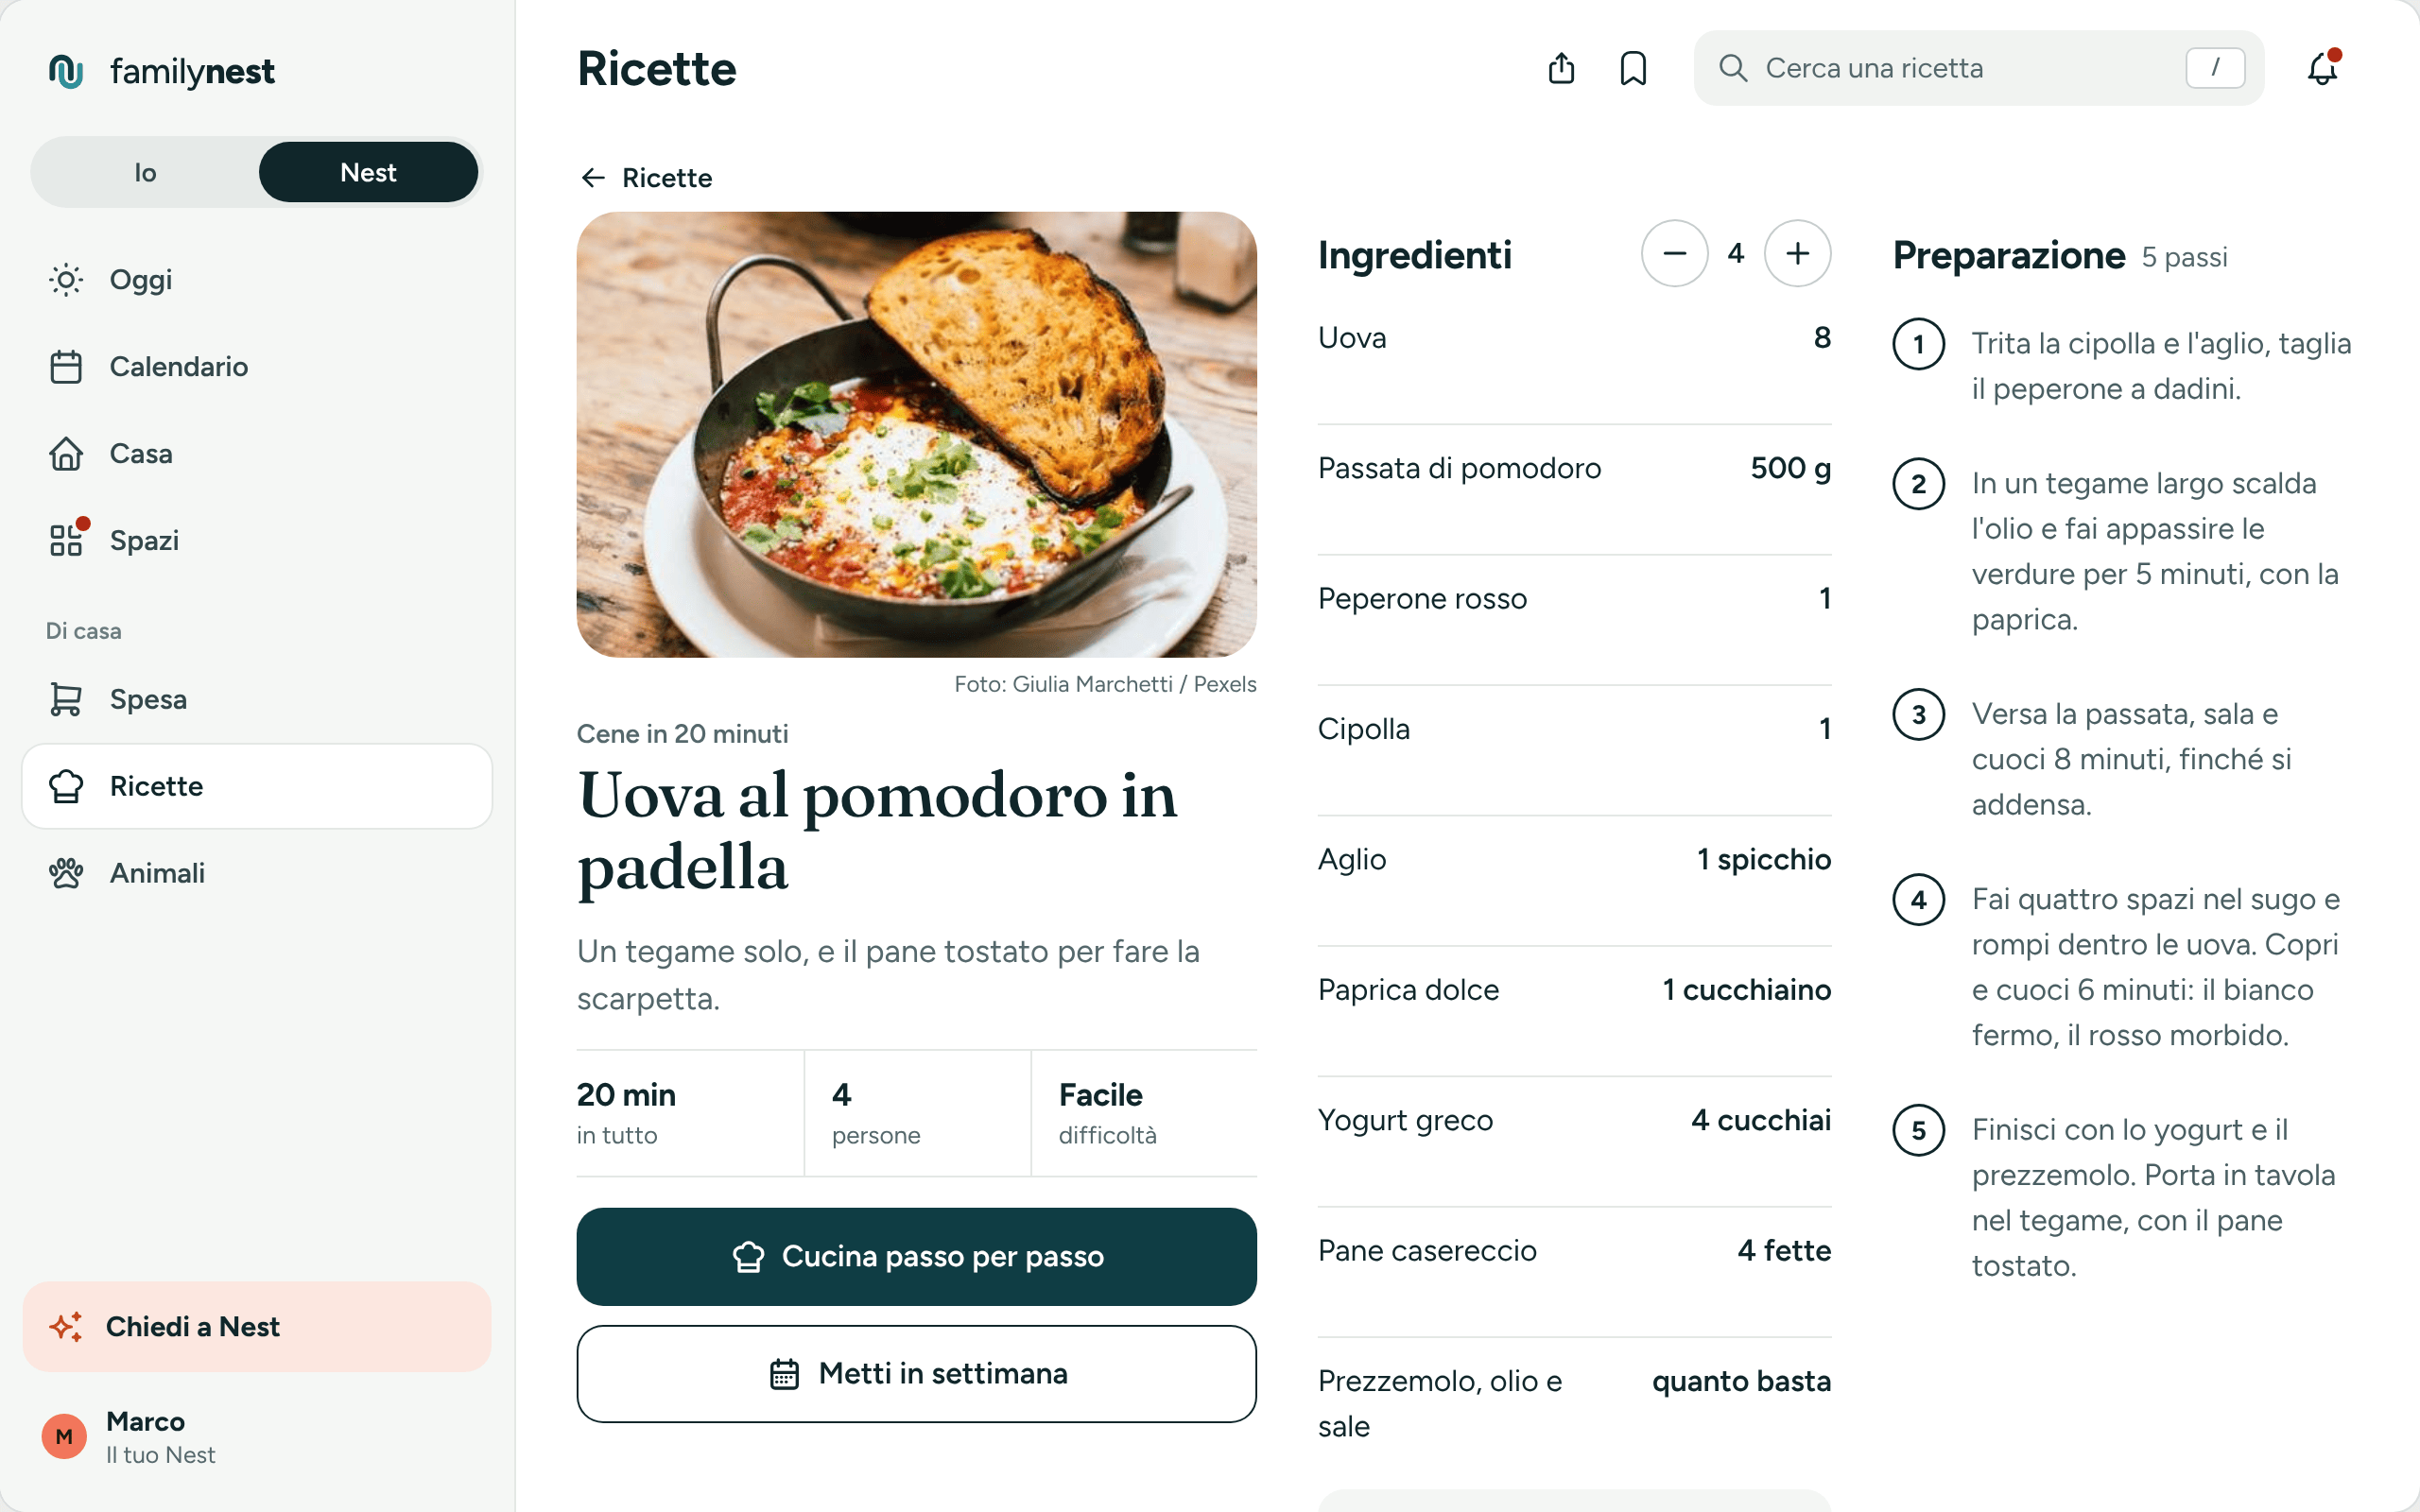 familynest
Io
Nest
Oggi
Calendario
Casa
Spazi
Di casa
Spesa
Ricette
Animali
Chiedi a Nest
M
Marco
Il tuo Nest
Ricette
Cerca una ricetta
/
Ricette
Foto: Giulia Marchetti / Pexels
Cene in 20 minuti
Uova al pomodoro in
padella
Un tegame solo, e il pane tostato per fare la
scarpetta.
20 min
in tutto
4
persone
Facile
difficoltà
Cucina passo per passo
Metti in settimana
Ingredienti
4
Uova 8
Passata di pomodoro 500 g
Peperone rosso 1
Cipolla 1
Aglio 1 spicchio
Paprica dolce 1 cucchiaino
Yogurt greco 4 cucchiai
Pane casereccio 4 fette
Prezzemolo, olio e quanto basta
sale
Preparazione 5 passi
1 Trita la cipolla e l'aglio, taglia
il peperone a dadini.
2 In un tegame largo scalda
l'olio e fai appassire le
verdure per 5 minuti, con la
paprica.
3 Versa la passata, sala e
cuoci 8 minuti, finché si
addensa.
4 Fai quattro spazi nel sugo e
rompi dentro le uova. Copri
e cuoci 6 minuti: il bianco
fermo, il rosso morbido.
5 Finisci con lo yogurt e il
prezzemolo. Porta in tavola
nel tegame, con il pane
tostato.